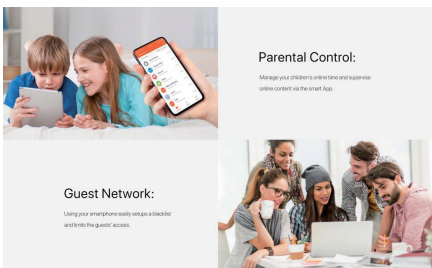 Parental Control:
Manage your children's online time and supervise
online content via the smart App.
Guest Network:
Using your smartphone easily setups a blacklist
and limits the guests' access.